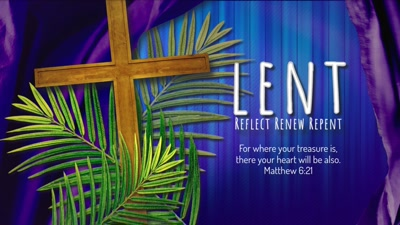 LENT
REFLECT RENEW REPENT
For where your treasure is,
there your heart will be also.
Matthew 6:21